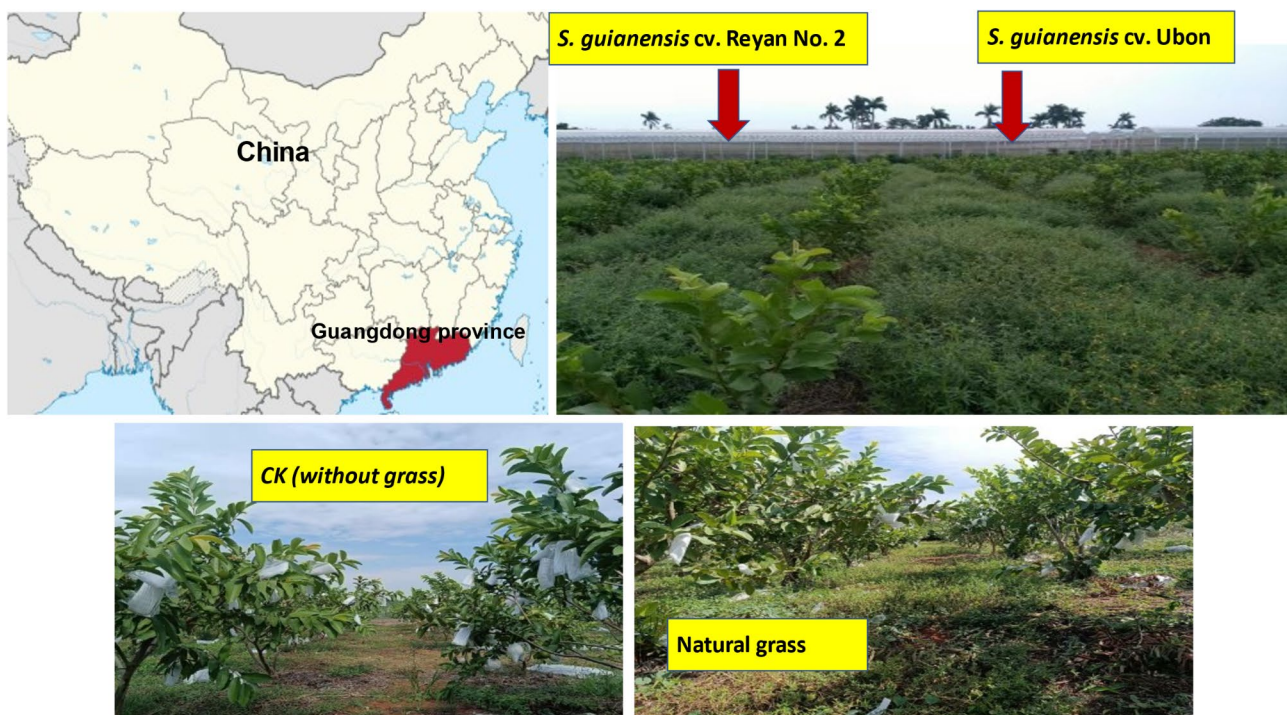 S. guianensis cv. Reyan No. 2
S. guianensis cv. Ubon
China
Guangdong province
CK (without grass)
Natural grass